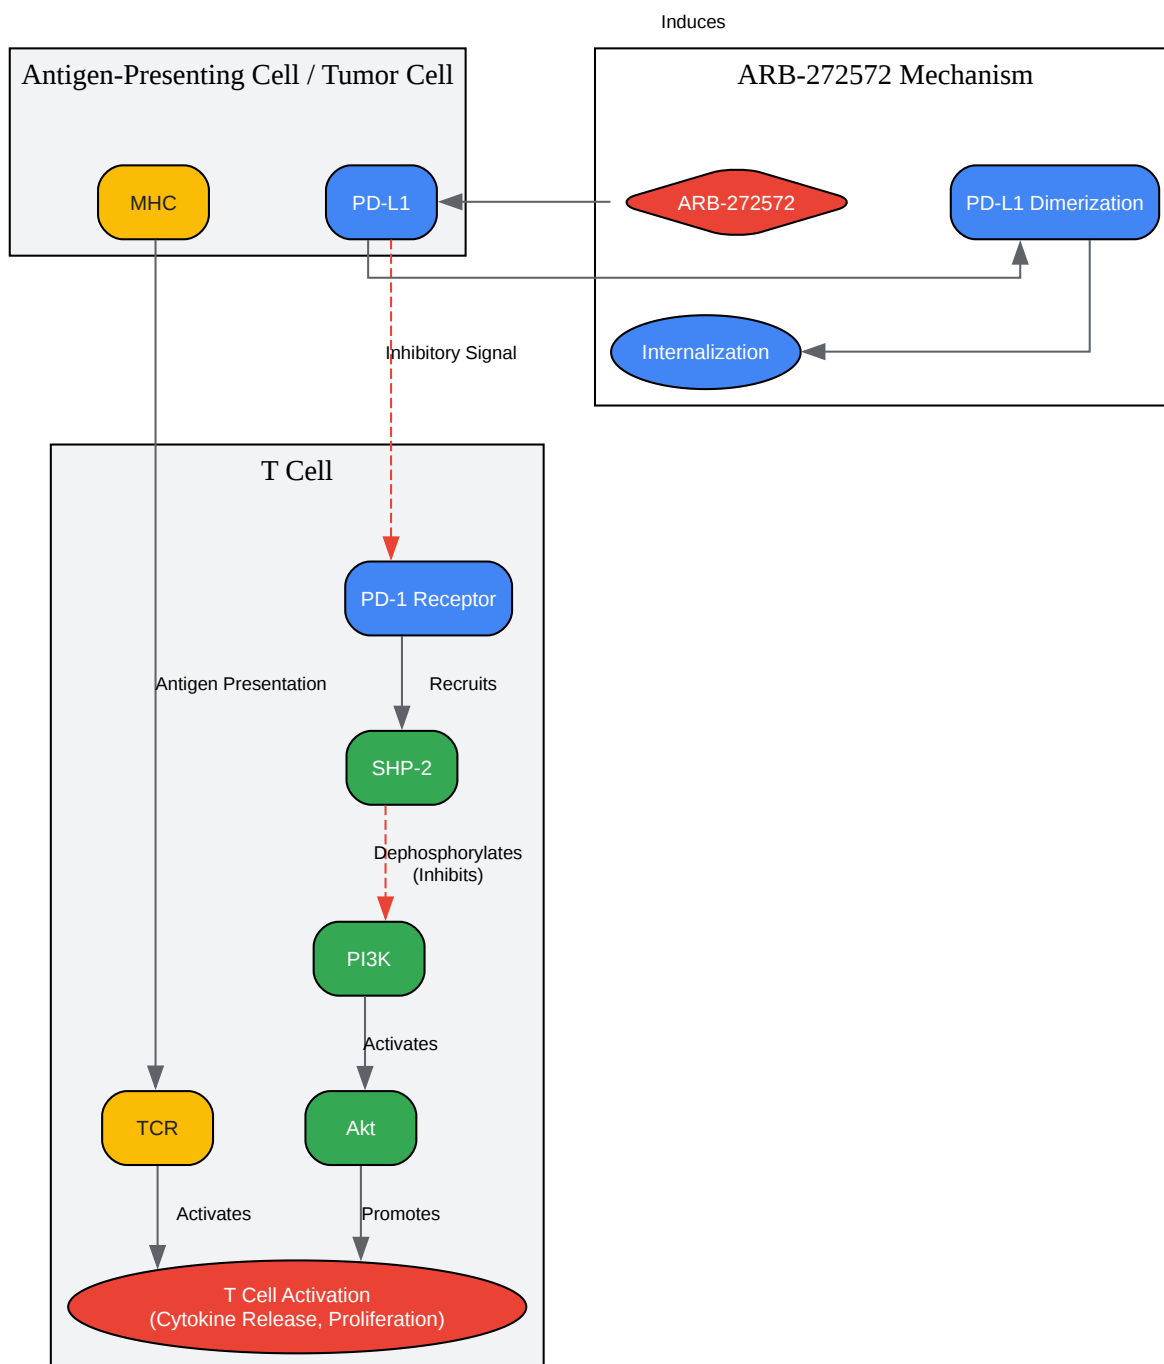 Induces
Antigen-Presenting Cell / Tumor Cell
ARB-272572 Mechanism
MHC
PD-L1
ARB-272572
PD-L1 Dimerization
Inhibitory Signal
Internalization
T Cell
PD-1 Receptor
Antigen Presentation
Recruits
SHP-2
Dephosphorylates
(Inhibits)
PI3K
Activates
TCR
Akt
Activates
Promotes
T Cell Activation
(Cytokine Release, Proliferation)